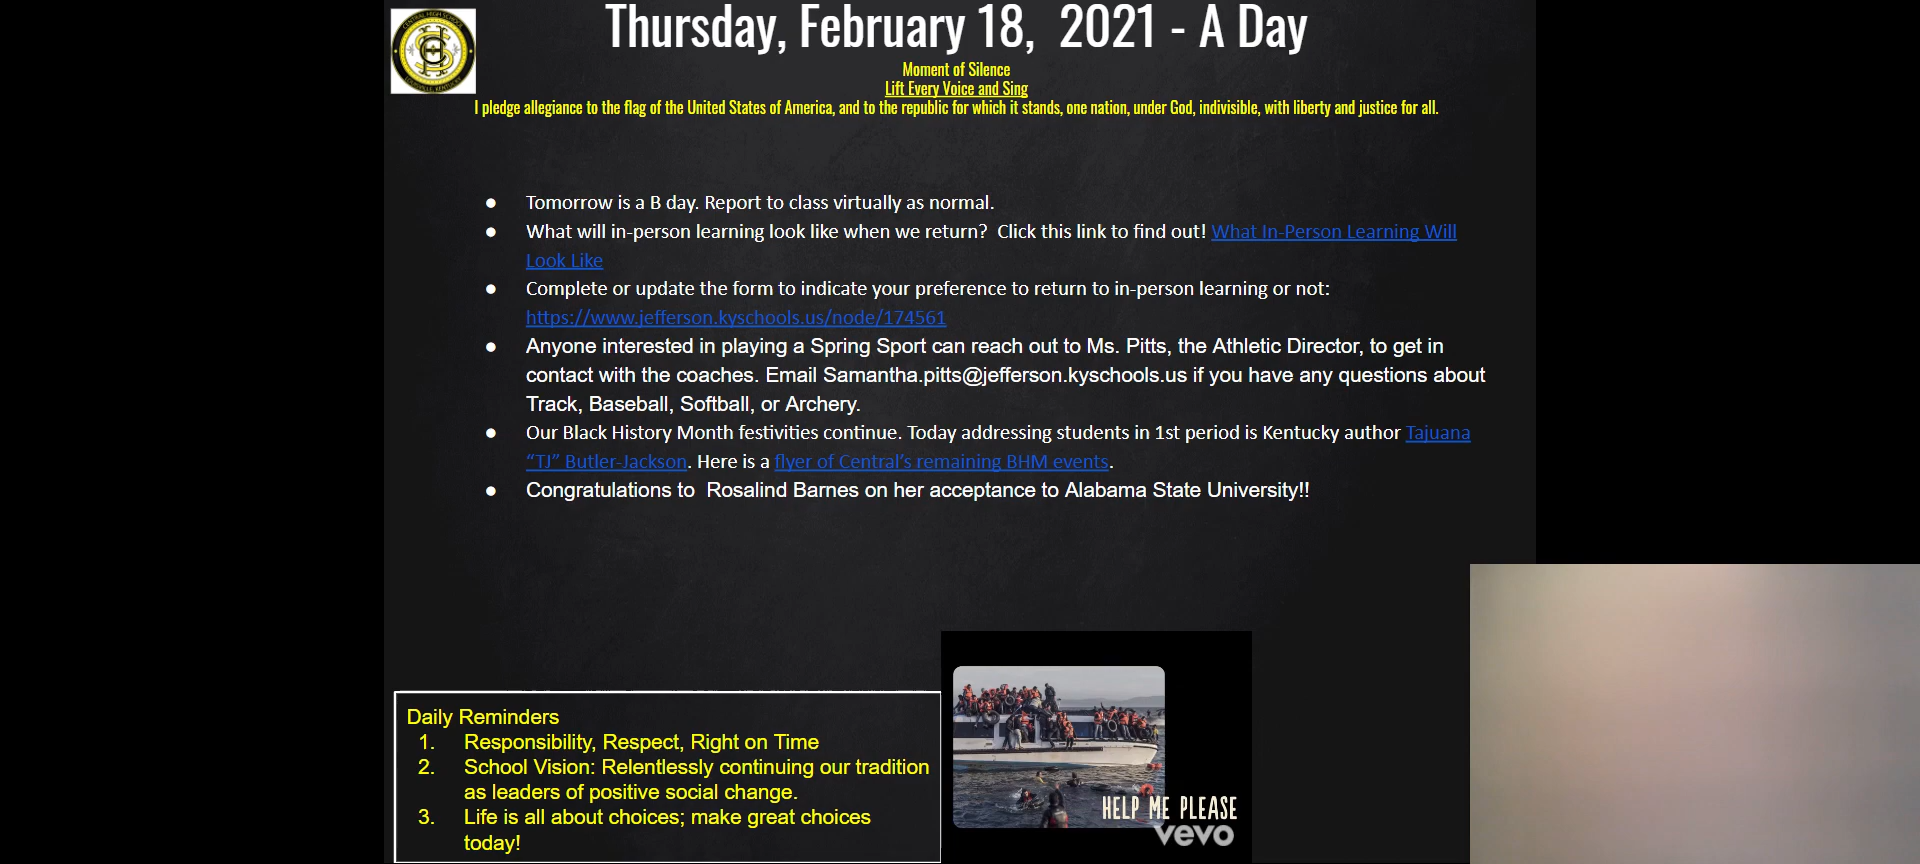 Thursday, February 18, 2021 - A Day
Moment of Silence
Lift Every Voice and Sing
I pledge allegiance to the flag of the United States of America, and to the republic for which it stands, one nation, under God, indivisible, with liberty and justice for all.
● Tomorrow is a B day. Report to class virtually as normal.
● What will in-person learning look like when we return? Click this link to find out! What In-Person Learning Will
Look Like
● Complete or update the form to indicate your preference to return to in-person learning or not:
https://www.jefferson.kyschools.us/node/174561
● Anyone interested in playing a Spring Sport can reach out to Ms. Pitts, the Athletic Director, to get in
contact with the coaches. Email Samantha.pitts@jefferson.kyschools.us if you have any questions about
Track, Baseball, Softball, or Archery.
● Our Black History Month festivities continue. Today addressing students in 1st period is Kentucky author Tajuana
“TJ” Butler-Jackson. Here is a flyer of Central’s remaining BHM events.
● Congratulations to Rosalind Barnes on her acceptance to Alabama State University!!
Daily Reminders
1. Responsibility, Respect, Right on Time
2. School Vision: Relentlessly continuing our tradition
as leaders of positive social change.
3. Life is all about choices; make great choices
today!
HELP ME PLEASE
vevo